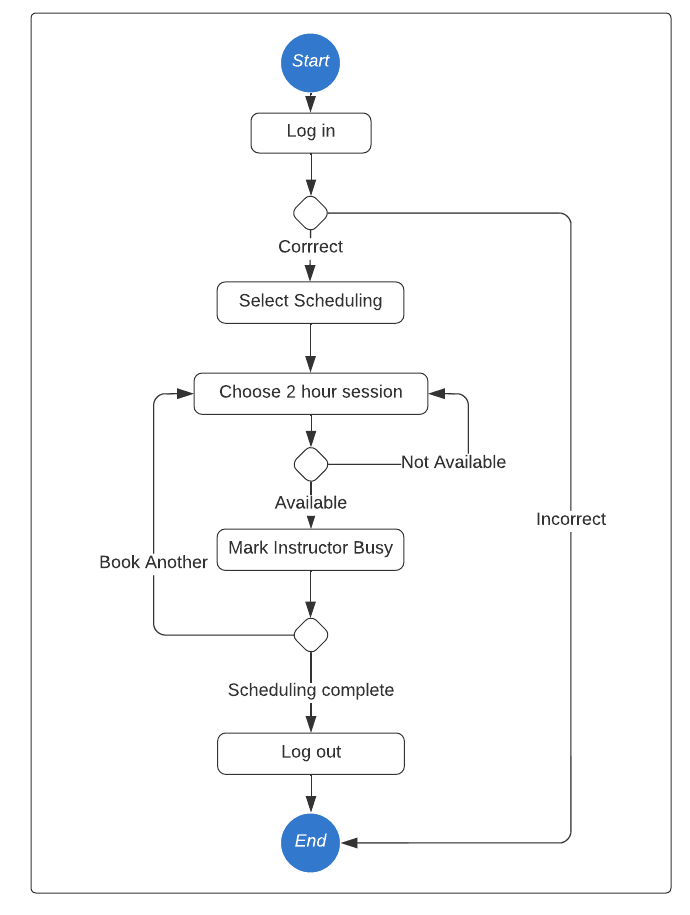 Start
Log in
Corrrect
Select Scheduling
Choose 2 hour session
Not Available
Available
Incorrect
Mark Instructor Busy
Book Another
Scheduling complete
Log out
End